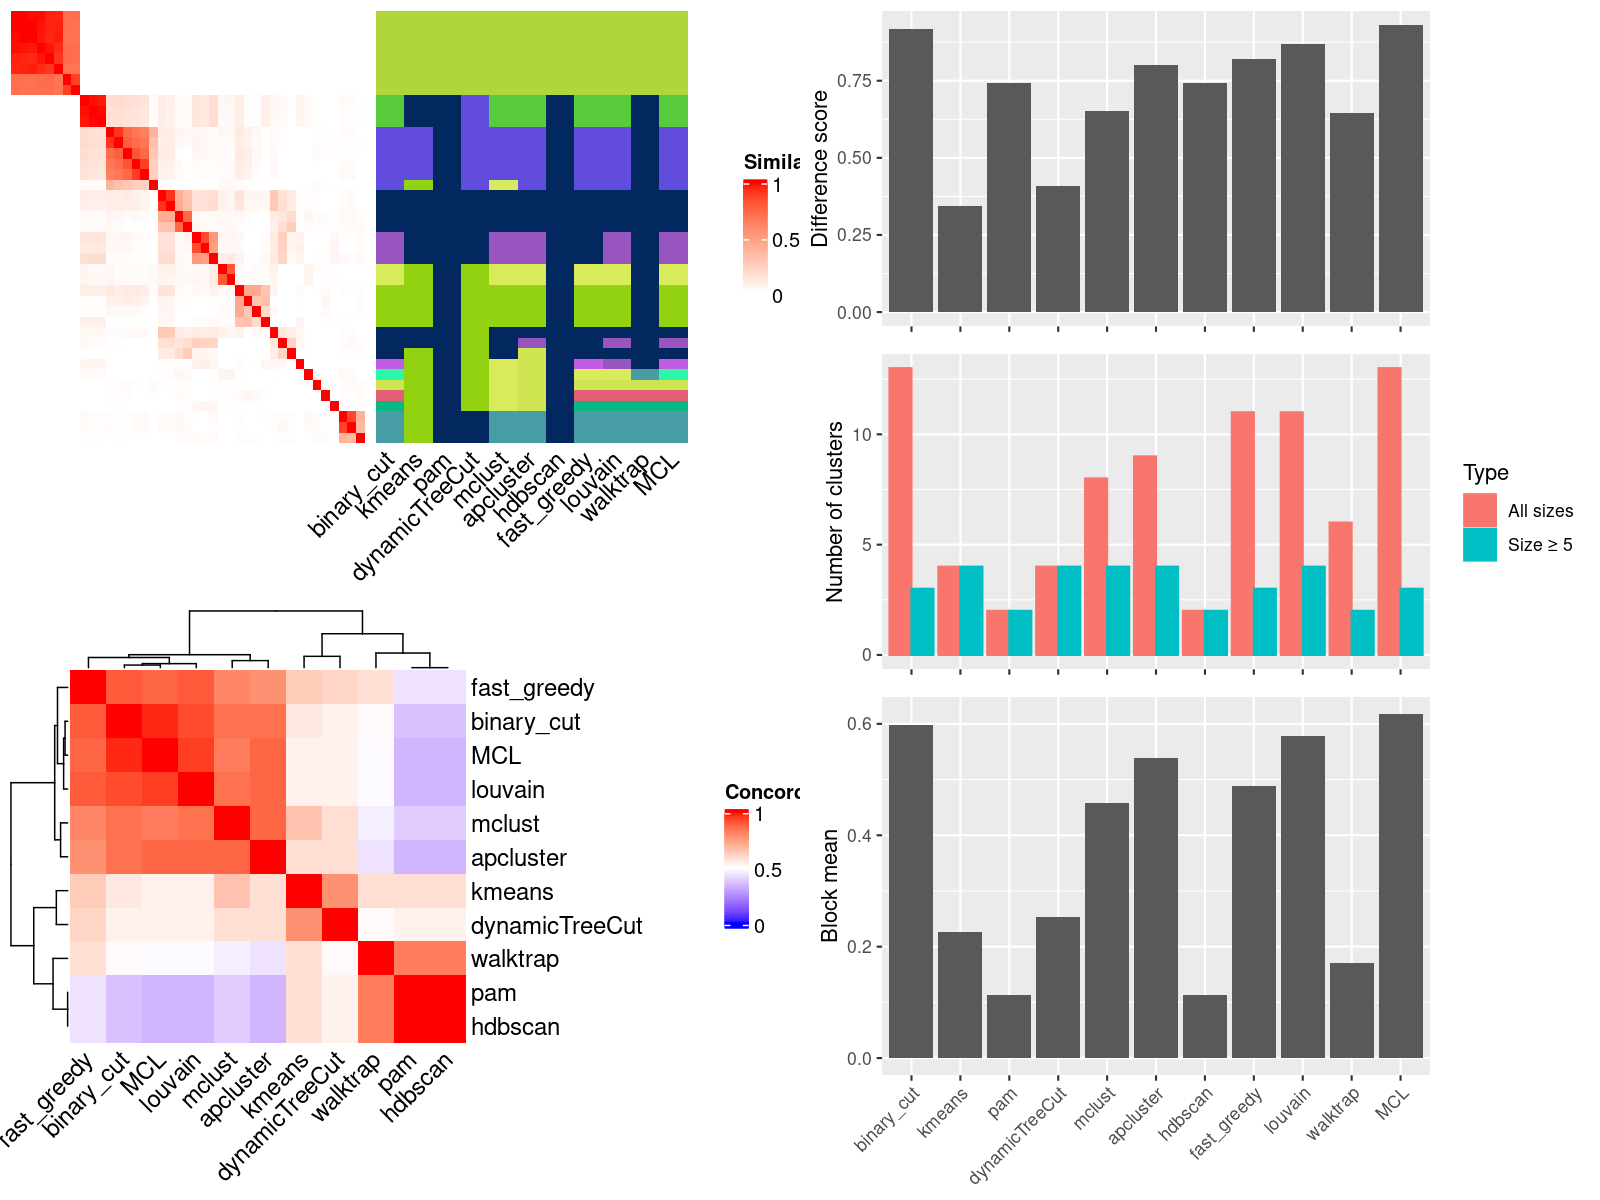 Simila
1
0.5
0
binary_cut
kmeans
pam
dynamicTreeCut
mclust
apcluster
hdbscan
fast_greedy
louvain
walktrap
MCL
fast_greedy
binary_cut
MCL
louvain
mclust
apcluster
kmeans
dynamicTreeCut
walktrap
pam
hdbscan
fast_greedy
binary_cut
MCL
louvain
mclust
apcluster
kmeans
dynamicTreeCut
walktrap
pam
hdbscan
Concord
1
0.5
0
Difference score
0.75
0.50
0.25
0.00
Number of clusters
10
5
0
Type
All sizes
Size ≥ 5
Block mean
0.6
0.4
0.2
0.0
binary_cut
kmeans
pam
dynamicTreeCut
mclust
apcluster
hdbscan
fast_greedy
louvain
walktrap
MCL